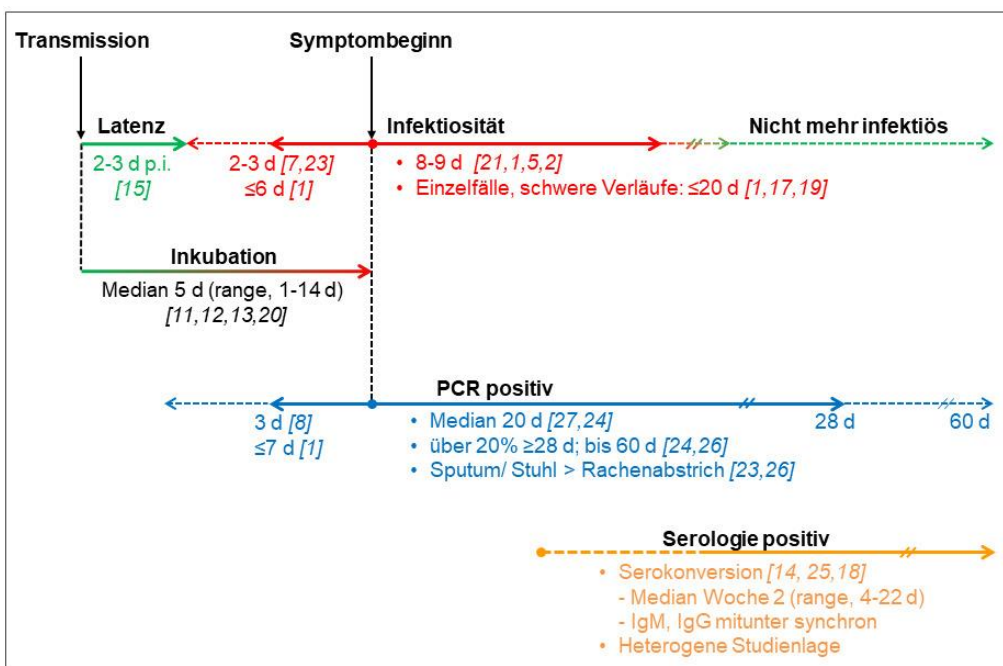 Transmission Symptombeginn
Latenz Infektiosität Nicht mehr infektiös
2-3 d p.i.
[15]
2-3 d [7,23]
≤6 d [1]
• 8-9 d [21,1,5,2]
• Einzelfälle, schwere Verläufe: ≤20 d [1,17,19]
Inkubation
Median 5 d (range, 1-14 d)
[11,12,13,20]
PCR positiv
3 d [8]
≤7 d [1]
• Median 20 d [27,24]
• über 20% ≥28 d; bis 60 d [24,26]
• Sputum/ Stuhl > Rachenabstrich [23,26]
28 d 60 d
Serologie positiv
• Serokonversion [14, 25,18]
- Median Woche 2 (range, 4-22 d)
- IgM, IgG mitunter synchron
• Heterogene Studienlage